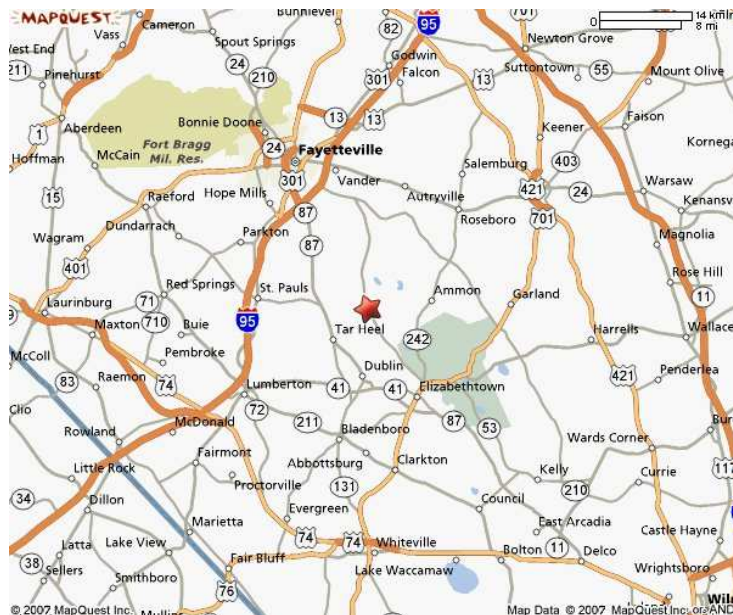 MAPQUEST
Cameron
Bunnlevel
95
82
701
14 km
8 mi
0
Vass
Spout Springs
Godwin
Newton Grove
West End
211
Pinehurst
24
210
301
Falcon
13
Suttontown
55
Mount Olive
1
Aberdeen
Bonnie Doone
13
13
Keener
Faison
Fort Bragg
Mil. Res.
24
Fayetteville
Hoffman
McCain
301
Vander
Salemburg
403
421
24
Warsaw
15
Raeford
Hope Mills
87
Autryville
Roseboro
701
Dundarrach
Parkton
87
Magnolia
Wagram
401
Rose Hill
11
Red Springs
St. Pauls
Ammon
Garland
Laurinburg
71
710
95
Buie
Maxton
Tar Heel
242
Harrells
McColl
Pembroke
Dublin
421
83
Raemon
74
Lumberton
41
41
Elizabethtown
Penderlea
Clio
72
211
87
53
Rowland
McDonald
Bladenboro
Wards Corner
Little Rock
Fairmont
Abbottsburg
Clarkton
Kelly
Currie
117
34
Proctorville
131
210
Dillon
Evergreen
Council
Marietta
East Arcadia
Castle Hayne
74
74
Whiteville
38
Latta
Lake View
Fair Bluff
Bolton
11
Delco
Sellers
Smithboro
76
Lake Waccamaw
Wrightsboro
© 2007 MapQuest Inc.
Map Data © 2007 MapQuest Inc. or AND